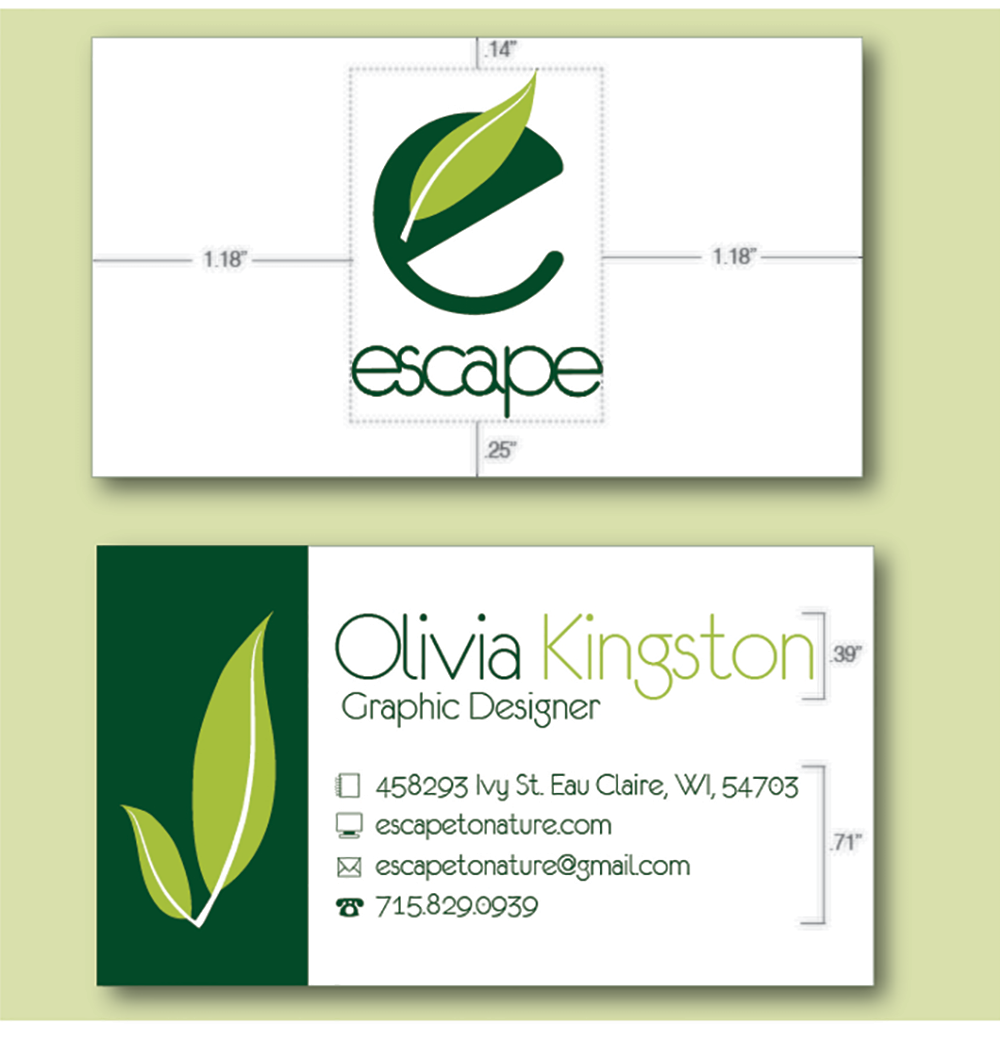 .14"
1.18"
1.18"
escape
.25"
Olivia Kingston
.39"
Graphic Designer
458293 Ivy St. Eau Claire, WI, 54703
escapetonature.com
.71"
escapetonature@gmail.com
715.829.0939